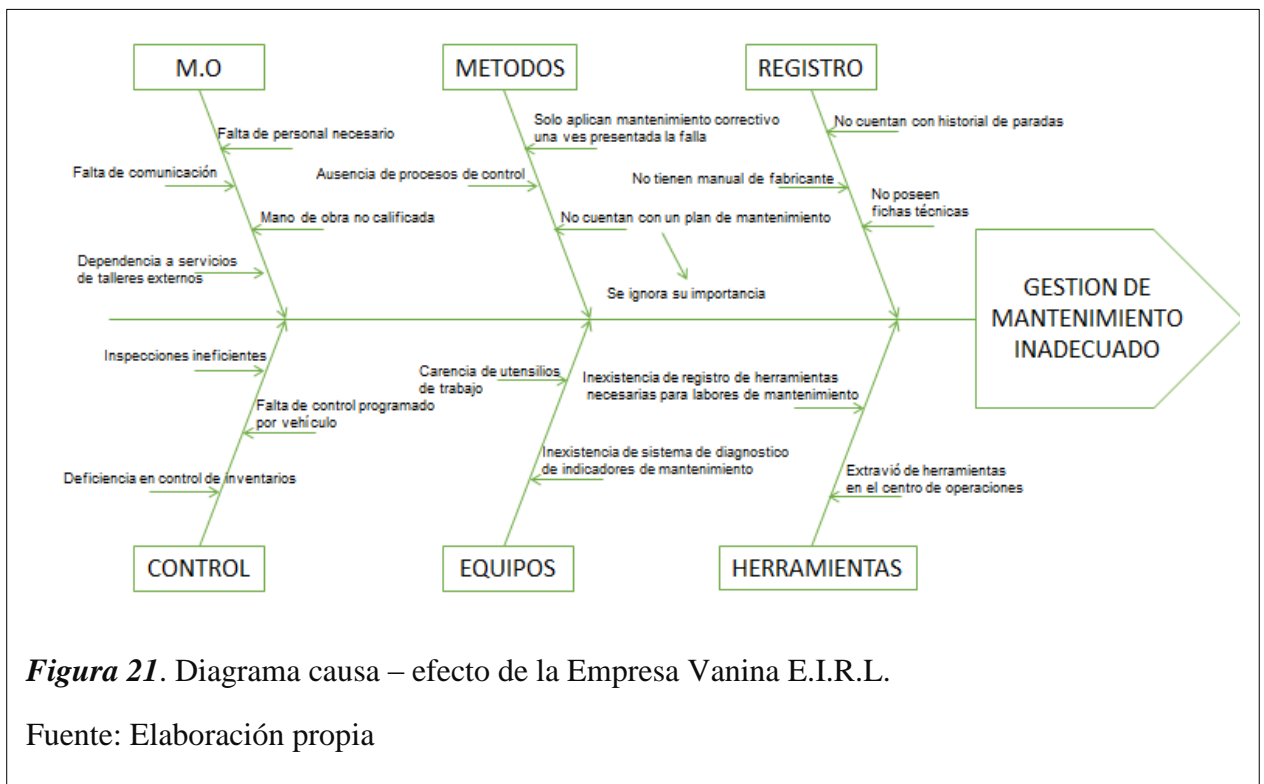 M.O
METODOS
REGISTRO
Falta de personal necesario
Falta de comunicación
Mano de obra no calificada
Dependencia a servicios
de talleres externos
Solo aplican mantenimiento correctivo
una ves presentada la falla
Ausencia de procesos de control
No cuentan con un plan de mantenimiento
Se ignora su importancia
No cuentan con historial de paradas
No tienen manual de fabricante
No poseen
fichas técnicas
GESTION DE
MANTENIMIENTO
INADECUADO
Inspecciones ineficientes
Falta de control programado
por vehículo
Deficiencia en control de inventarios
Carencia de utensilios
de trabajo
Inexistencia de sistema de diagnostico
de indicadores de mantenimiento
Inexistencia de registro de herramientas
necesarias para labores de mantenimiento
Extravió de herramientas
en el centro de operaciones
CONTROL
EQUIPOS
HERRAMIENTAS
Figura 21. Diagrama causa – efecto de la Empresa Vanina E.I.R.L.
Fuente: Elaboración propia